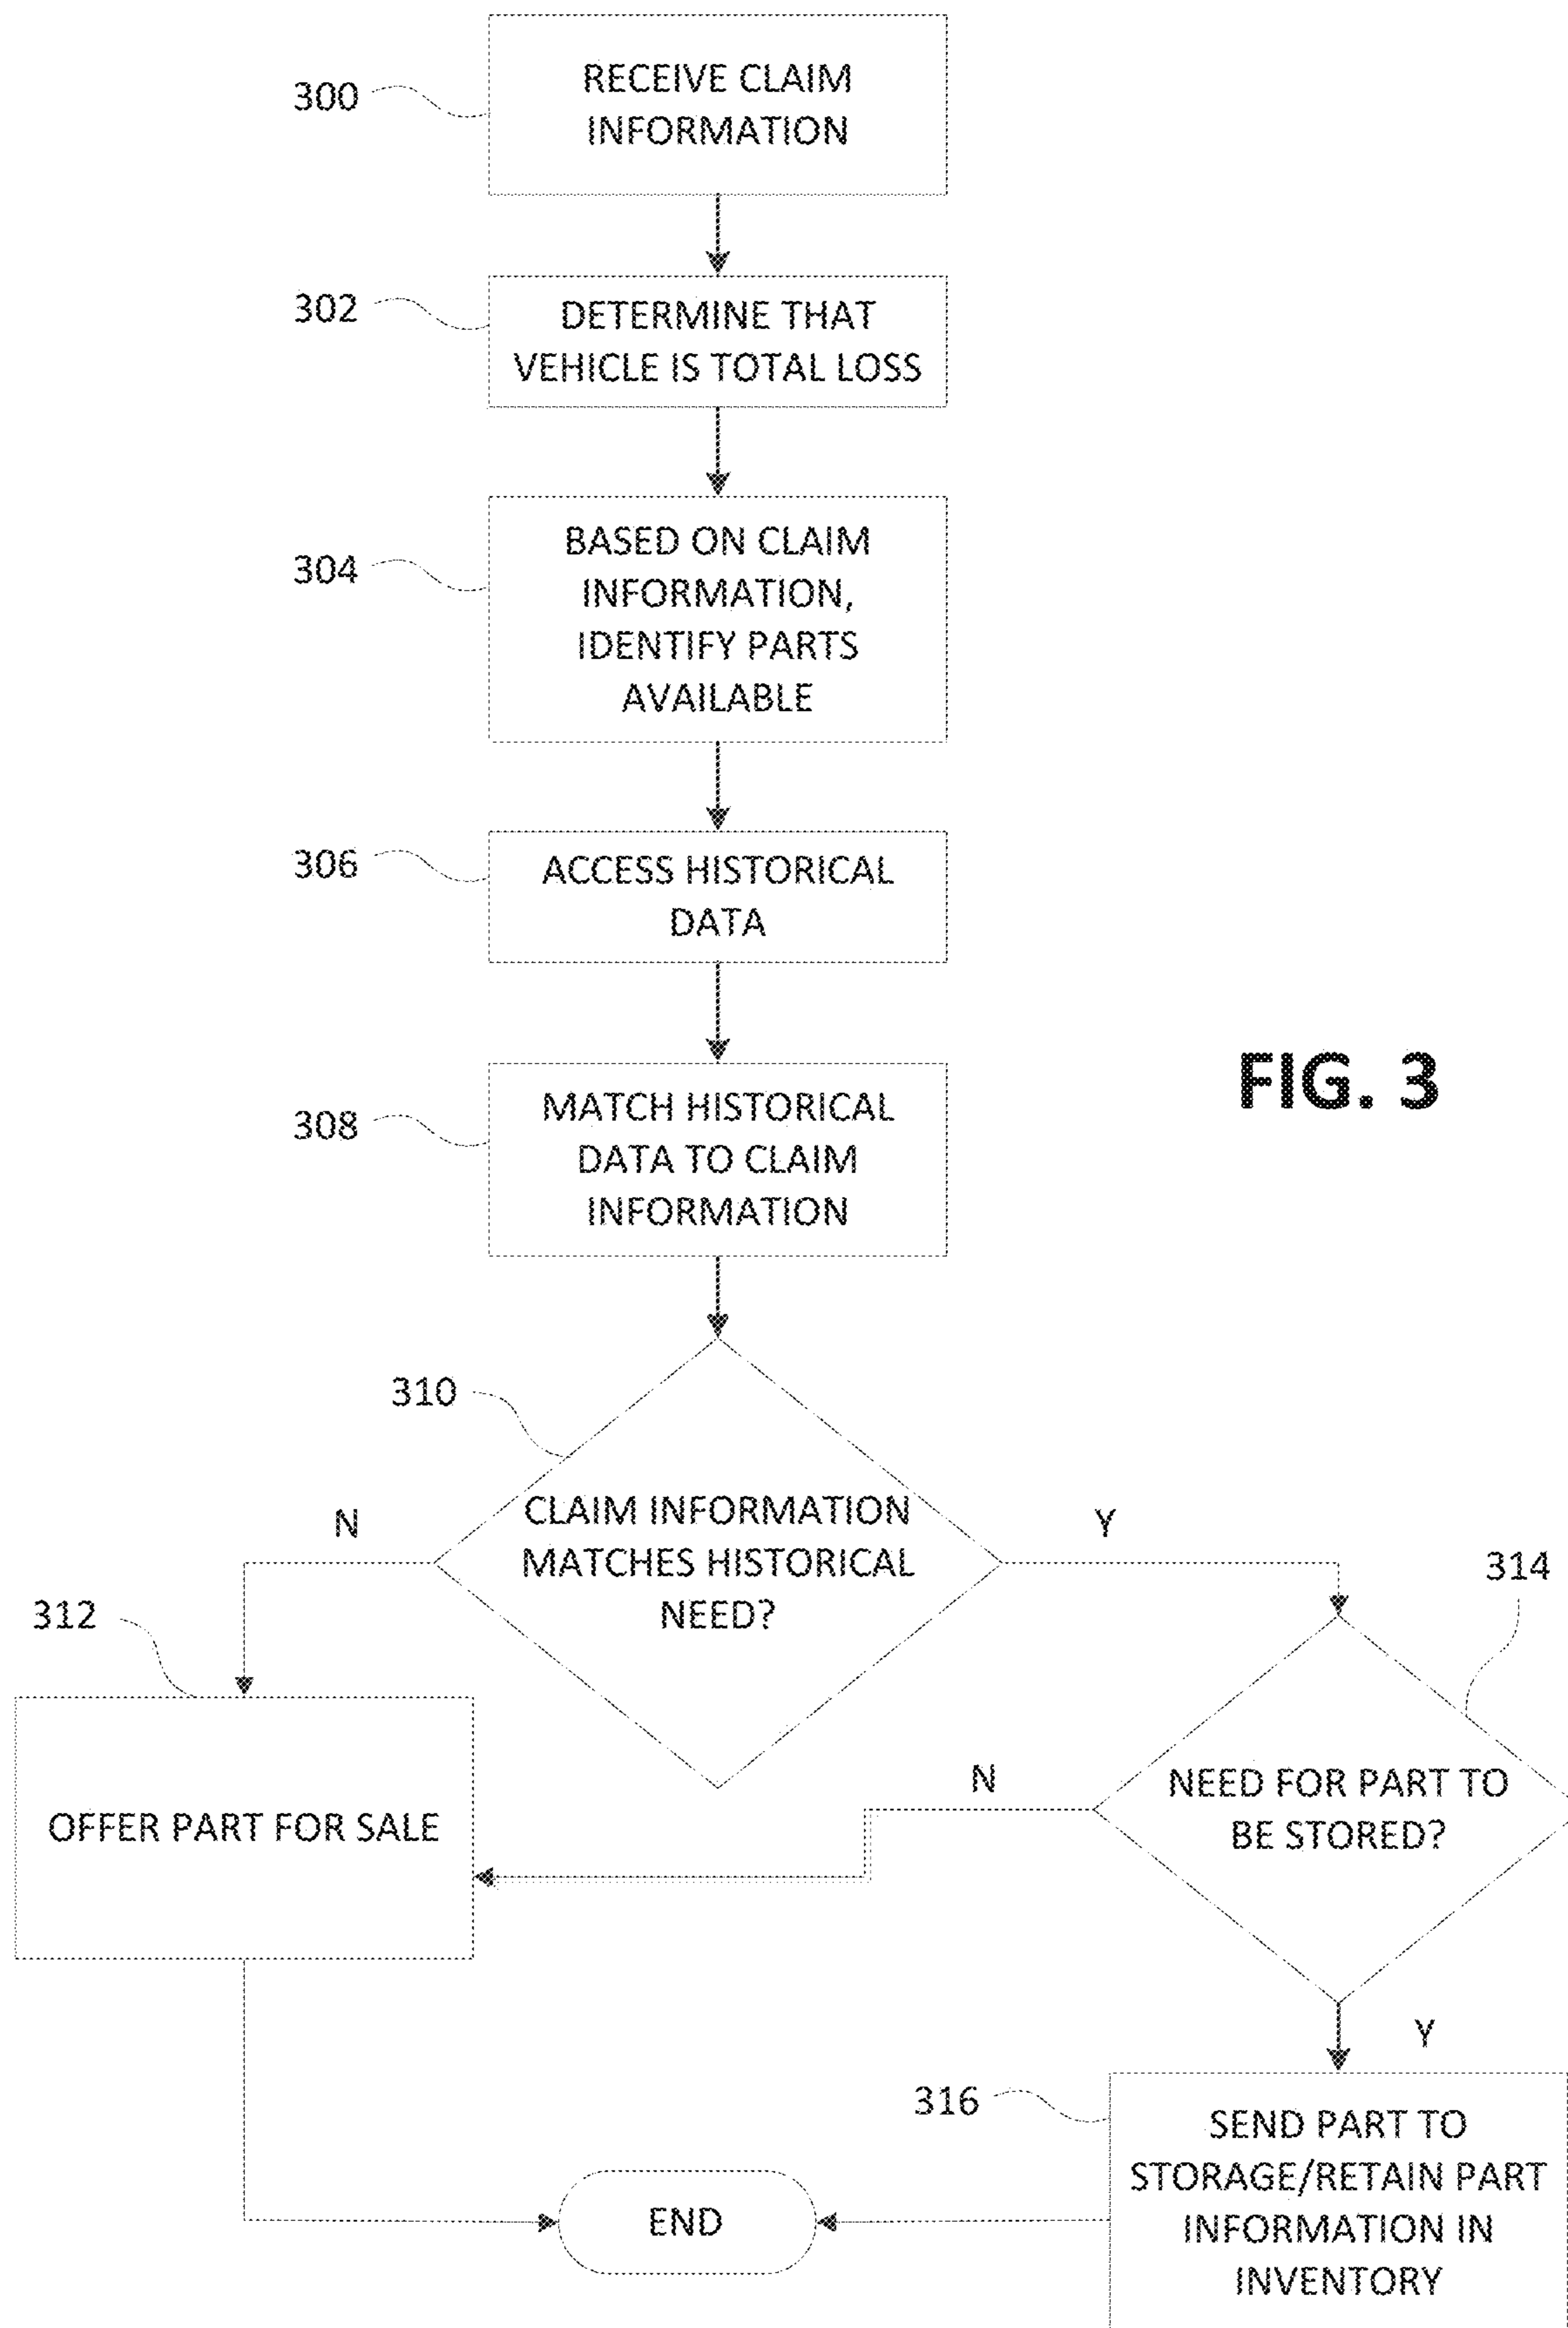 300
RECEIVE CLAIM
INFORMATION
302
DETERMINE THAT
VEHICLE IS TOTAL LOSS
304
BASED ON CLAIM
INFORMATION,
IDENTIFY PARTS
AVAILABLE
306
ACCESS HISTORICAL
DATA
308
MATCH HISTORICAL
DATA TO CLAIM
INFORMATION
FIG. 3
310
CLAIM INFORMATION
MATCHES HISTORICAL
NEED?
N
Y
312
OFFER PART FOR SALE
314
NEED FOR PART TO
BE STORED?
N
Y
316
SEND PART TO
STORAGE/RETAIN PART
INFORMATION IN
INVENTORY
END